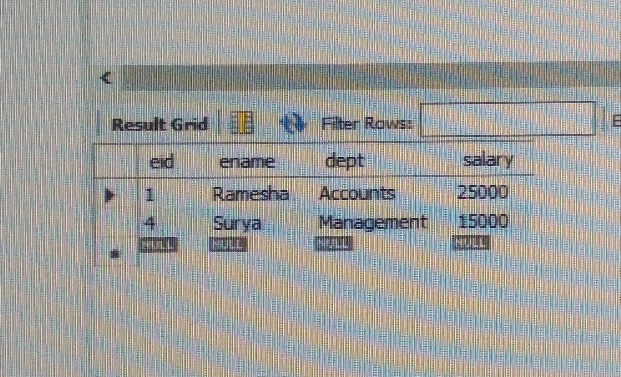 Result Grid Filter Rows: E
eid ename dept salary
1 Ramesha Accounts 25000
4 Surya Management 15000
NULL NULL NULL NULL